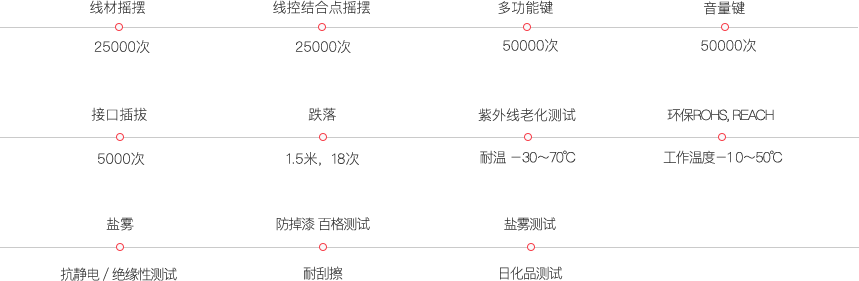 线材摇摆 线控结合点摇摆 多功能键 音量键
25000次 25000次 50000次 50000次
接口插拔 跌落 紫外线老化测试 环保ROHS, REACH
5000次 1.5米，18次 耐温 －30～70℃ 工作温度－10～50℃
盐雾 防掉漆 百格测试 盐雾测试
抗静电 / 绝缘性测试 耐刮擦 日化品测试